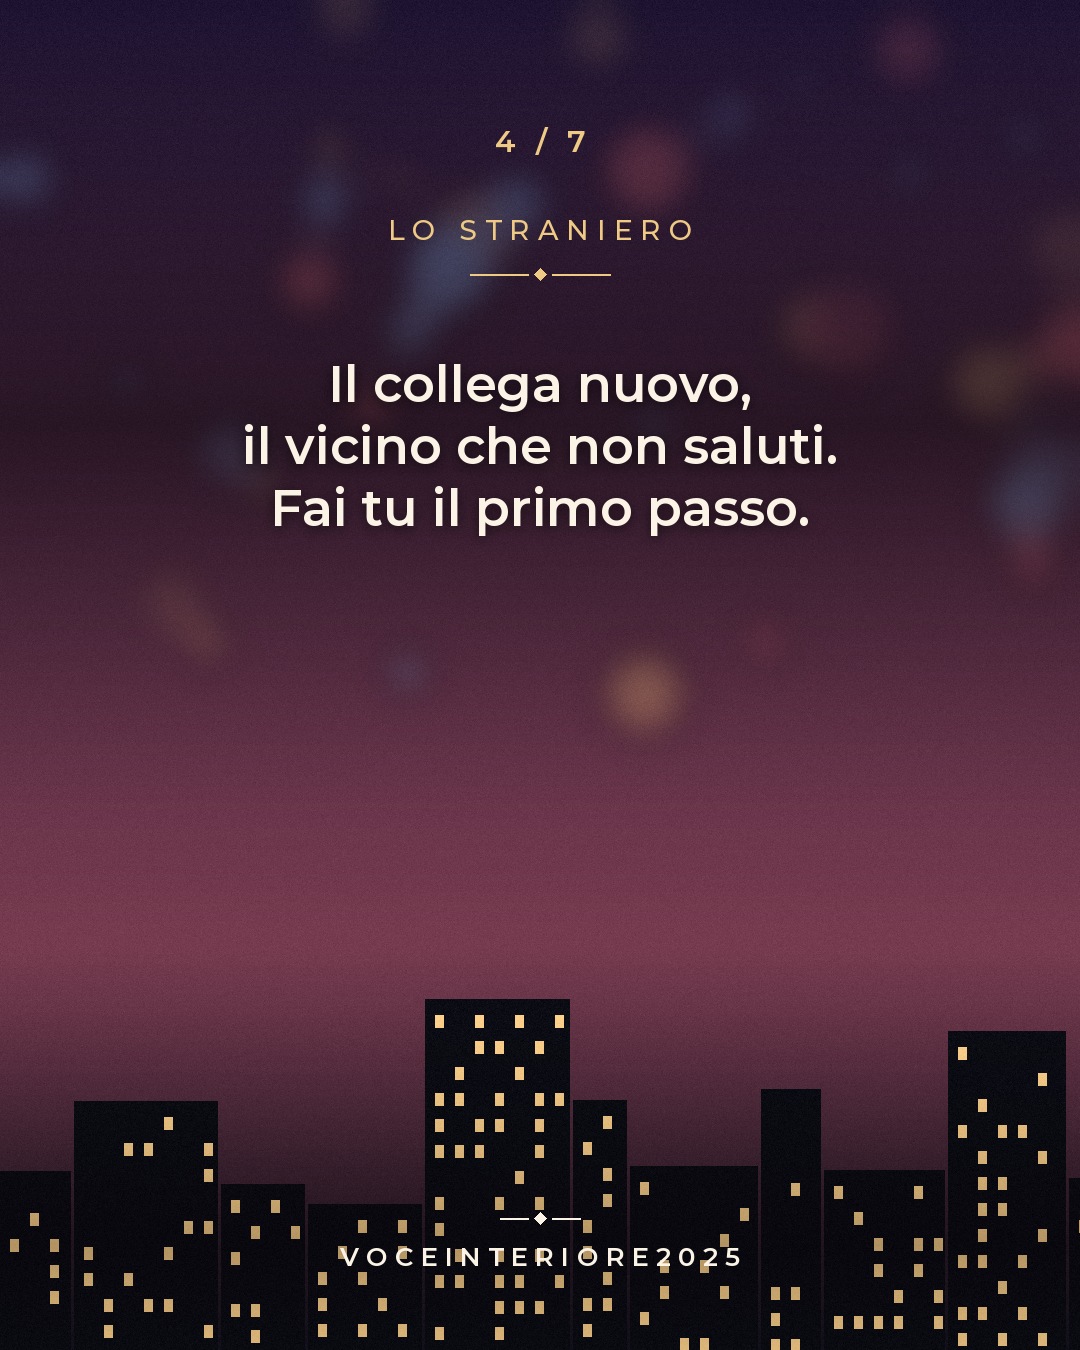 4 / 7
LO STRANIERO
Il collega nuovo,
il vicino che non saluti.
Fai tu il primo passo.
VOCEINTERIORE2025